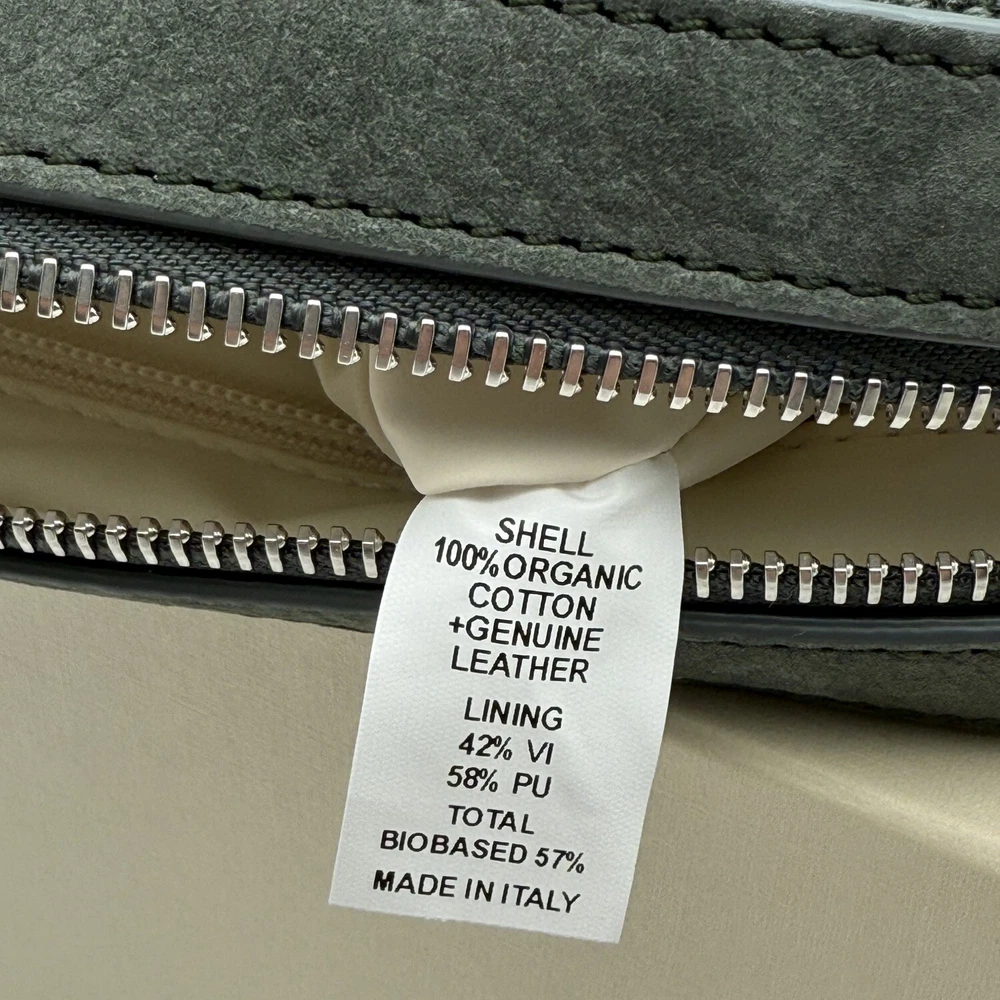 SHELL
100% ORGANIC
COTTON
+GENUINE
LEATHER
LINING
42% VI
58% PU
TOTAL
BIOBASED 57%
MADE IN ITALY